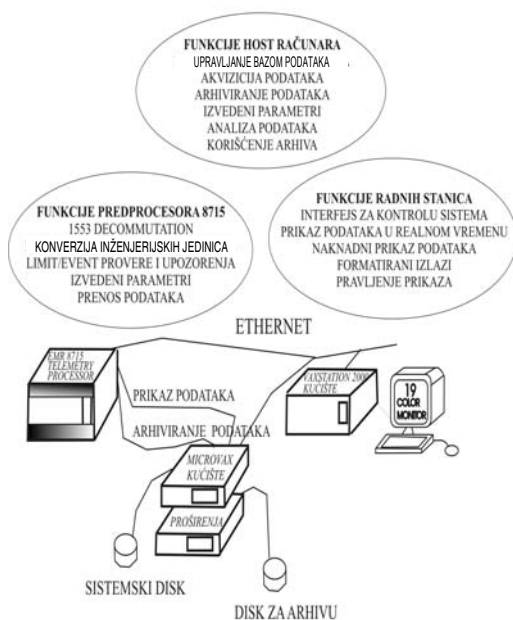 FUNKCIJE HOST RAČUNARA
UPRAVLJANJE BAZOM PODATAKA
AKVIZICIJA PODATAKA
ARHIVIRANJE PODATAKA
IZVEDENI PARAMETRI
ANALIZA PODATAKA
KORIŠĆENJE ARHIVA
FUNKCIJE PREDPROCESORA 8715
1553 DECOMMUTATION
KONVERZIJA INŽENJERIJSKIH JEDINICA
LIMIT/EVENT PROVERE I UPOZORENJA
IZVEDENI PARAMETRI
PRENOS PODATAKA
FUNKCIJE RADNIH STANICA
INTERFEJS ZA KONTROLU SISTEMA
PRIKAZ PODATAKA U REALNOM VREMENU
NAKNADNI PRIKAZ PODATAKA
FORMATIRANI IZLAZI
PRAVLJENJE PRIKAZA
ETHERNET
EMR 8715
TELEMETRY
PROCESSOR
PRIKAZ PODATAKA
ARHIVIRANJE PODATAKA
VAXSTATION 2000
KUĆIŠTE
19
COLOR
MONITOR
MICROVAX
KUĆIŠTE
PROŠIRENJA
SISTEMSKI DISK
DISK ZA ARHIVU